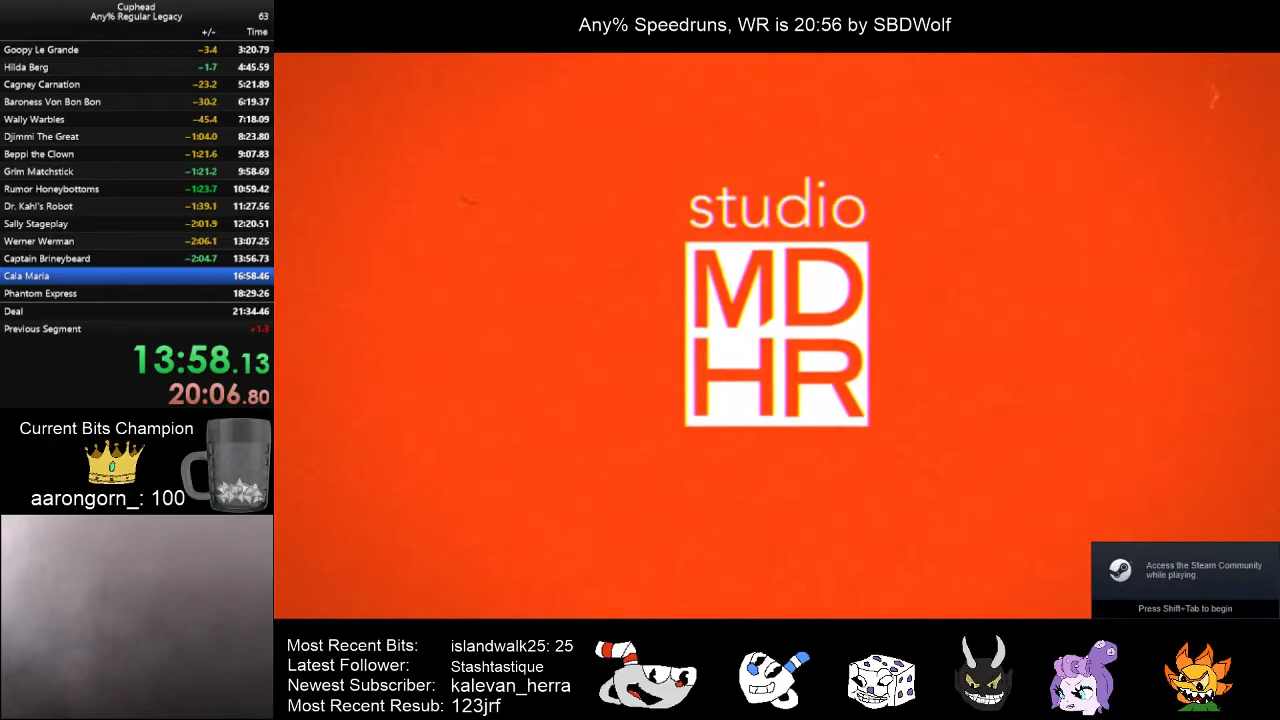 Cuphead
Any% Regular Legacy 63
+/- Time
Goopy Le Grande −3.4 3:20.79
Hilda Berg −1.7 4:45.59
Cagney Carnation −23.2 5:21.89
Baroness Von Bon Bon −30.2 6:19.37
Wally Warbles −45.4 7:18.09
Djimmi The Great −1:04.0 8:23.80
Beppi the Clown −1:21.6 9:07.83
Grim Matchstick −1:21.2 9:58.69
Rumor Honeybottoms −1:23.7 10:59.42
Dr. Kahl's Robot −1:39.1 11:27.56
Sally Stageplay −2:01.9 12:20.51
Werner Werman −2:06.1 13:07.25
Captain Brineybeard −2:04.7 13:56.73
Cala Maria 16:58.46
Phantom Express 18:29.26
Deal 21:34.46
Previous Segment +1.3
13:58.13
20:06.80
Current Bits Champion
aarongorn_: 100
Any% Speedruns, WR is 20:56 by SBDWolf
studio
MD
HR
Access the Steam Community
while playing.
Press Shift+Tab to begin
Most Recent Bits: islandwalk25: 25
Latest Follower: Stashtastique
Newest Subscriber: kalevan_herra
Most Recent Resub: 123jrf